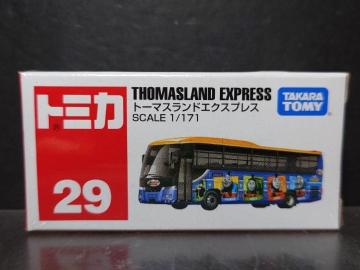 トミカ
29
THOMASLAND EXPRESS
トーマスランドエクスプレス
SCALE 1/171
TAKARA
TOMY